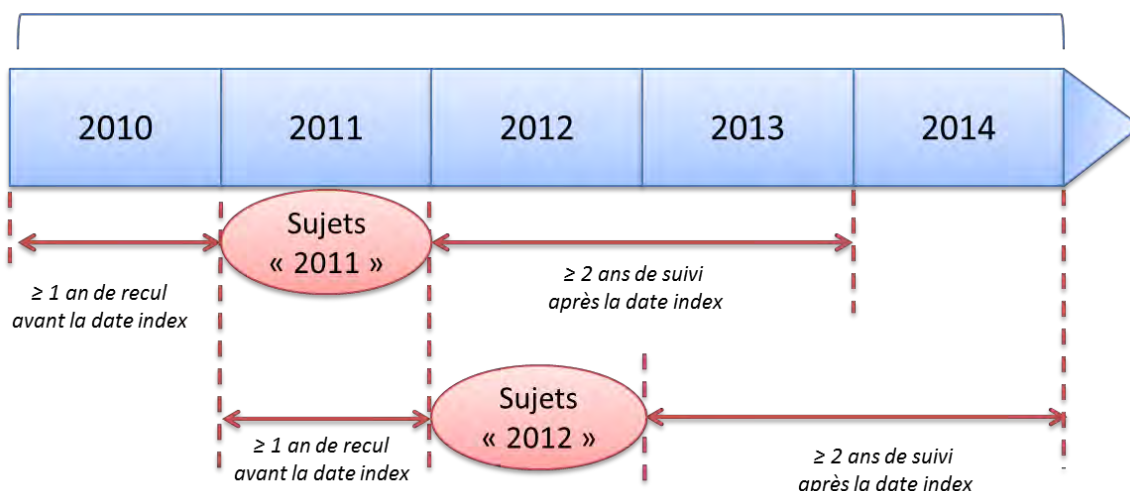 2010
2011
2012
2013
2014
Sujets
« 2011 »
≥ 1 an de recul
avant la date index
≥ 2 ans de suivi
après la date index
Sujets
« 2012 »
≥ 1 an de recul
avant la date index
≥ 2 ans de suivi
après la date index